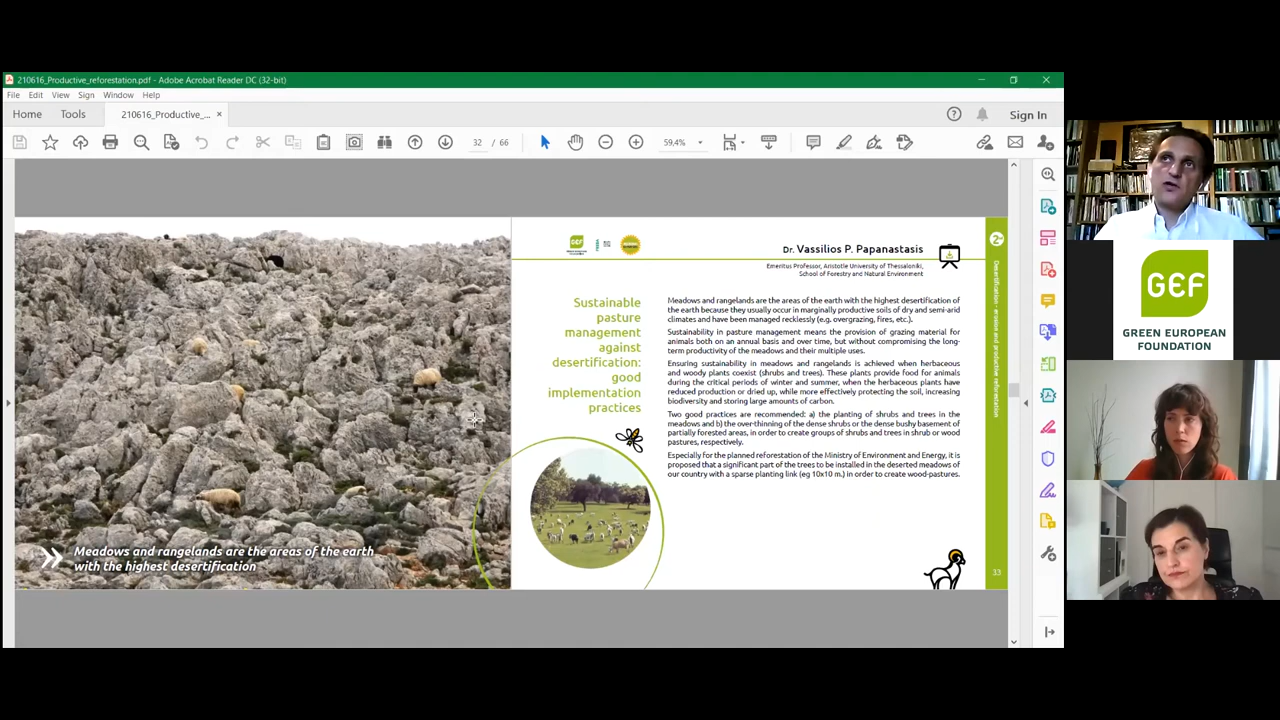 210616_Productive_reforestation.pdf - Adobe Acrobat Reader DC (32-bit)
File Edit View Sign Window Help
Home Tools 210616_Productive_... × Sign In
32 / 66 59,4%
Meadows and rangelands are the areas of the earth
with the highest desertification
GEF
Dr. Vassilios P. Papanastasis
Emeritus Professor, Aristotle University of Thessaloniki,
School of Forestry and Natural Environment
Sustainable
pasture
management
against
desertification:
good
implementation
practices
Meadows and rangelands are the areas of the earth with the highest desertification of
the earth because they usually occur in marginally productive soils of dry and semi-arid
climates and have been managed recklessly (e.g. overgrazing, fires, etc.).
Sustainability in pasture management means the provision of grazing material for
animals both on an annual basis and over time, but without compromising the long-
term productivity of the meadows and their multiple uses.
Ensuring sustainability in meadows and rangelands is achieved when herbaceous
and woody plants coexist (shrubs and trees). These plants provide food for animals
during the critical periods of winter and summer, when the herbaceous plants have
reduced production or dried up, while more effectively protecting the soil, increasing
biodiversity and storing large amounts of carbon.
Two good practices are recommended: a) the planting of shrubs and trees in the
meadows and b) the over-thinning of the dense shrubs or the dense bushy basement of
partially forested areas, in order to create groups of shrubs and trees in shrub or wood
pastures, respectively.
Especially for the planned reforestation of the Ministry of Environment and Energy, it is
proposed that a significant part of the trees to be installed in the deserted meadows of
our country with a sparse planting link (eg 10x10 m.) in order to create wood-pastures.
2nd
Desertification - erosion and productive reforestation
33
GEF
GREEN EUROPEAN
FOUNDATION